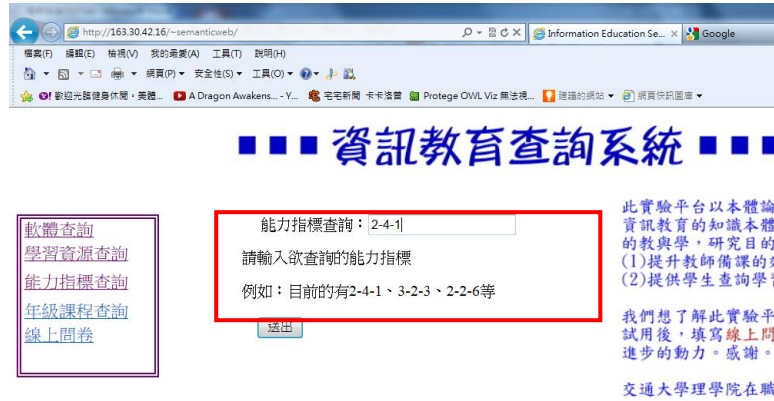 http://163.30.42.16/~semanticweb/
Information Education Se...
Google
檔案(F) 編輯(E) 檢視(V) 我的最愛(A) 工具(T) 說明(H)
網頁(P) 安全性(S) 工具(O)
歡迎光臨健身休閒，美體...
A Dragon Awakens... - Y...
宅宅新聞 卡卡洛普
Protege OWL Viz 無法視...
建議的網站
網頁快訊圖庫
資訊教育查詢系統
軟體查詢
學習資源查詢
能力指標查詢
年級課程查詢
線上問卷
能力指標查詢：2-4-1
請輸入欲查詢的能力指標
例如：目前的有2-4-1、3-2-3、2-2-6等
送出
此實驗平台以本體論
資訊教育的知識本體
的教與學，研究目的
(1)提升教師備課的
(2)提供學生查詢學
我們想了解此實驗平
試用後，填寫線上問
進步的動力。感謝。
交通大學理學院在職